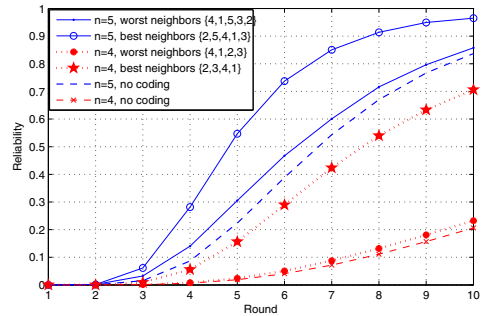 1
n=5, worst neighbors {4,1,5,3,2}
n=5, best neighbors {2,5,4,1,3}
n=4, worst neighbors {4,1,2,3}
n=4, best neighbors {2,3,4,1}
n=5, no coding
n=4, no coding
0.9
0.8
0.7
0.6
0.5
0.4
0.3
0.2
0.1
0
Reliability
1 2 3 4 5 6 7 8 9 10
Round